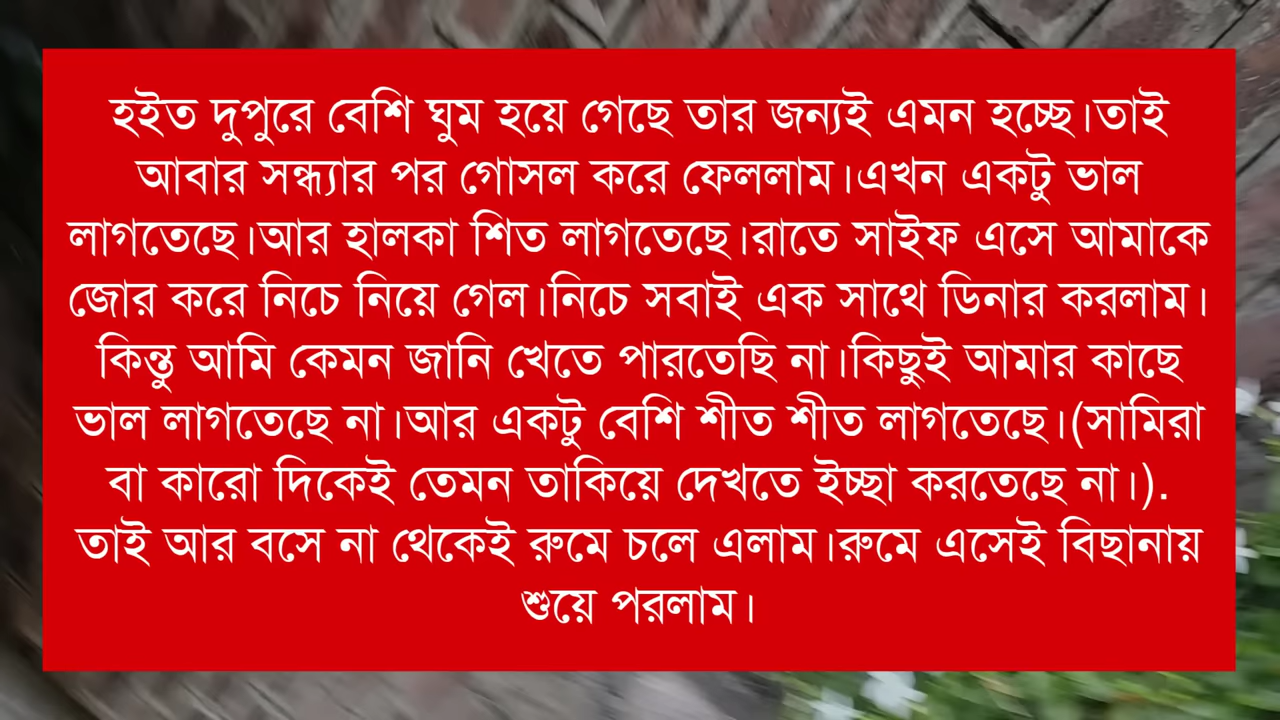 হইত দুপুরে বেশি ঘুম হয়ে গেছে তার জন্যই এমন হচ্ছে।তাই
আবার সন্ধ্যার পর গোসল করে ফেললাম।এখন একটু ভাল
লাগতেছে।আর হালকা শিত লাগতেছে।রাতে সাইফ এসে আমাকে
জোর করে নিচে নিয়ে গেল।নিচে সবাই এক সাথে ডিনার করলাম।
কিন্তু আমি কেমন জানি খেতে পারতেছি না।কিছুই আমার কাছে
ভাল লাগতেছে না।আর একটু বেশি শীত শীত লাগতেছে।(সামিরা
বা কারো দিকেই তেমন তাকিয়ে দেখতে ইচ্ছা করতেছে না।).
তাই আর বসে না থেকেই রুমে চলে এলাম।রুমে এসেই বিছানায়
শুয়ে পরলাম।